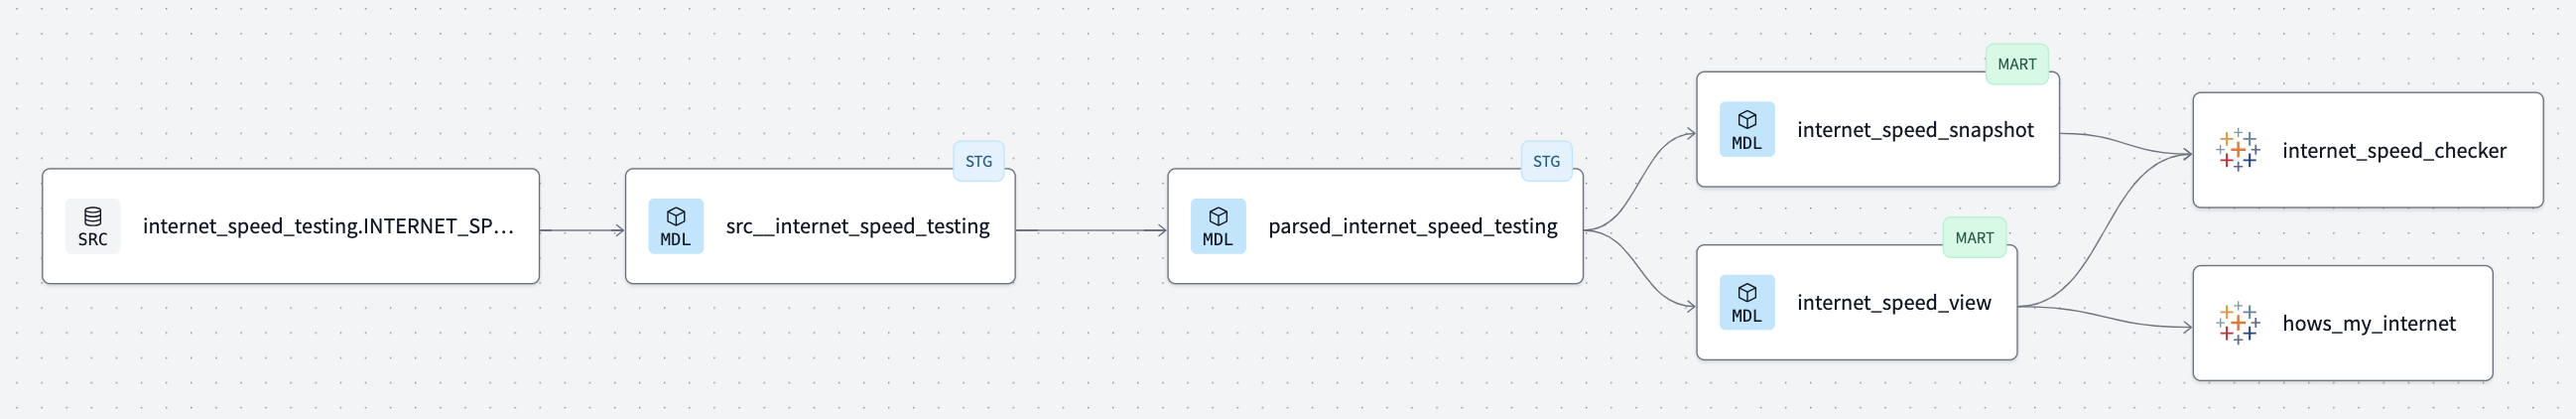 SRC
internet_speed_testing.INTERNET_SP...
STG
MDL
src__internet_speed_testing
STG
MDL
parsed_internet_speed_testing
MART
MDL
internet_speed_snapshot
MART
MDL
internet_speed_view
internet_speed_checker
hows_my_internet